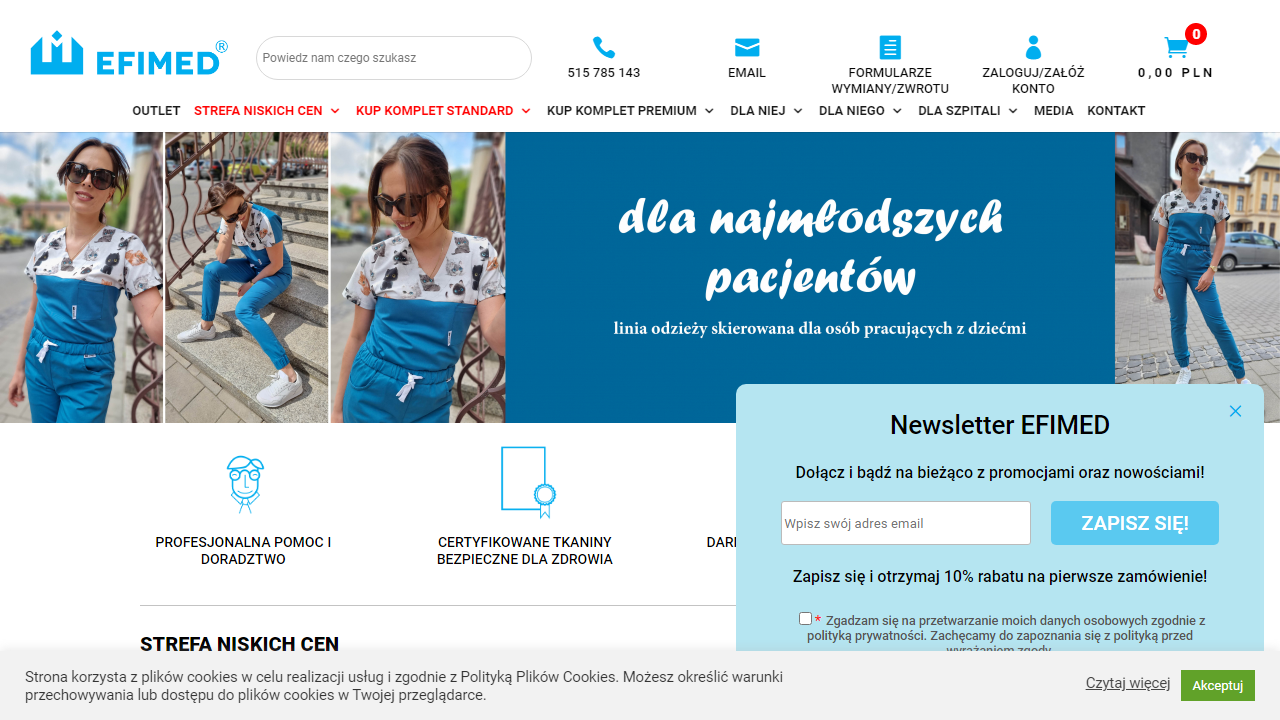 EFIMED®
Powiedz nam czego szukasz
515 785 143
EMAIL
FORMULARZE
WYMIANY/ZWROTU
ZALOGUJ/ZAŁÓŻ
KONTO
0
0,00 PLN
OUTLET STREFA NISKICH CEN KUP KOMPLET STANDARD KUP KOMPLET PREMIUM DLA NIEJ DLA NIEGO DLA SZPITALI MEDIA KONTAKT
dla najmłodszych
pacjentów
linia odzieży skierowana dla osób pracujących z dziećmi
PROFESJONALNA POMOC I
DORADZTWO
CERTYFIKOWANE TKANINY
BEZPIECZNE DLA ZDROWIA
STREFA NISKICH CEN
Newsletter EFIMED
Dołącz i bądź na bieżąco z promocjami oraz nowościami!
Wpisz swój adres email
ZAPISZ SIĘ!
Zapisz się i otrzymaj 10% rabatu na pierwsze zamówienie!
* Zgadzam się na przetwarzanie moich danych osobowych zgodnie z
polityką prywatności. Zachęcamy do zapoznania się z polityką przed
wyrażaniem zgody.
Strona korzysta z plików cookies w celu realizacji usług i zgodnie z Polityką Plików Cookies. Możesz określić warunki
przechowywania lub dostępu do plików cookies w Twojej przeglądarce.
Czytaj więcej
Akceptuj